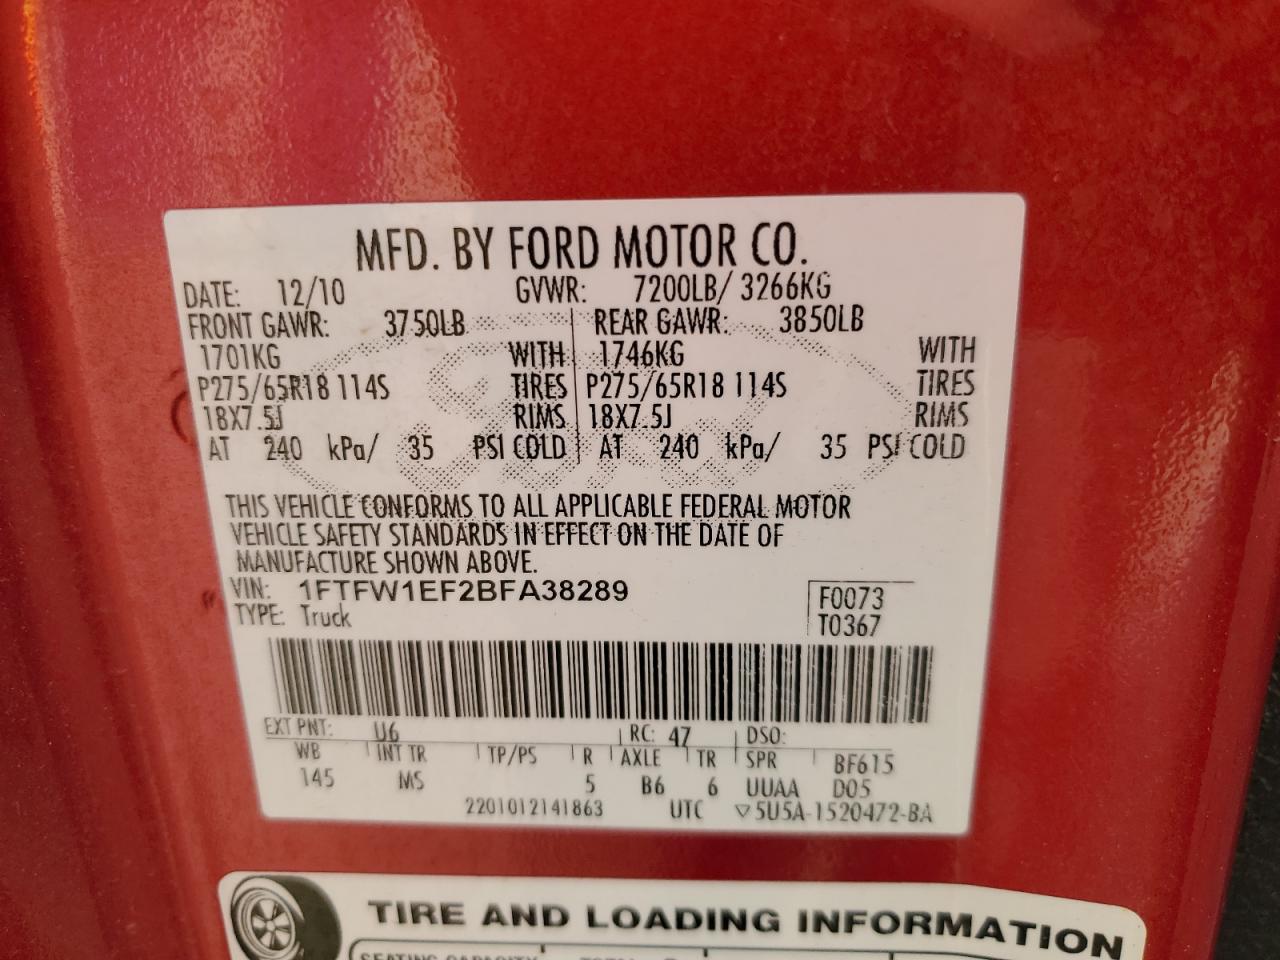 MFD. BY FORD MOTOR CO.
DATE: 12/10 GVWR: 7200LB/ 3266KG
FRONT GAWR: 3750LB REAR GAWR: 3850LB
1701KG WITH 1746KG WITH
P275/65R18 114S TIRES P275/65R18 114S TIRES
18X7.5J RIMS 18X7.5J RIMS
AT 240 kPa/ 35 PSI COLD AT 240 kPa/ 35 PSI COLD
THIS VEHICLE CONFORMS TO ALL APPLICABLE FEDERAL MOTOR
VEHICLE SAFETY STANDARDS IN EFFECT ON THE DATE OF
MANUFACTURE SHOWN ABOVE.
VIN: 1FTFW1EF2BFA38289 F0073
TYPE: Truck T0367
EXT PNT: U6 RC: 47 DSO:
WB INT TR TP/PS R AXLE TR SPR BF615
145 MS 5 B6 6 UUAA D05
2201012141863 UTC ▽5U5A-1520472-BA
TIRE AND LOADING INFORMATION
SEATING CAPACITY